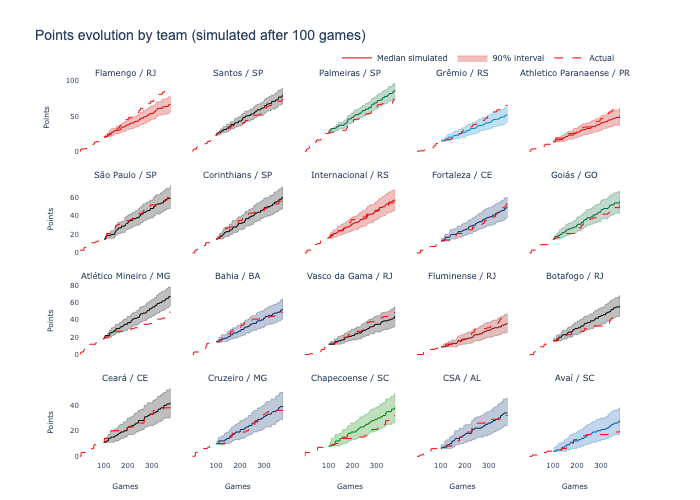 Points evolution by team (simulated after 100 games)
Median simulated 90% interval Actual
Flamengo / RJ Santos / SP Palmeiras / SP Grêmio / RS Athletico Paranaense / PR
100
50
0
Points
São Paulo / SP Corinthians / SP Internacional / RS Fortaleza / CE Goiás / GO
60
40
20
0
Points
Atlético Mineiro / MG Bahia / BA Vasco da Gama / RJ Fluminense / RJ Botafogo / RJ
80
60
40
20
0
Points
Ceará / CE Cruzeiro / MG Chapecoense / SC CSA / AL Avaí / SC
40
20
0
Points
100 200 300 100 200 300 100 200 300 100 200 300 100 200 300
Games Games Games Games Games